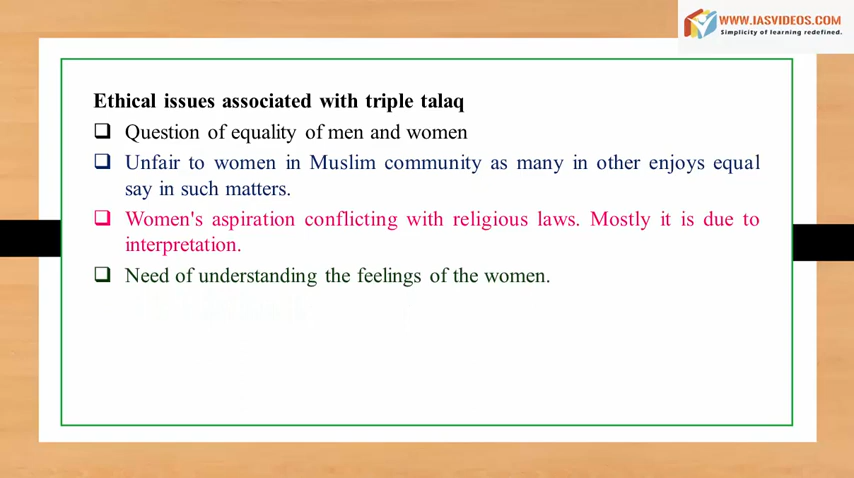 WWW.IASVIDEOS.COM
Simplicity of learning redefined.
Ethical issues associated with triple talaq
Question of equality of men and women
Unfair to women in Muslim community as many in other enjoys equal
say in such matters.
Women's aspiration conflicting with religious laws. Mostly it is due to
interpretation.
Need of understanding the feelings of the women.